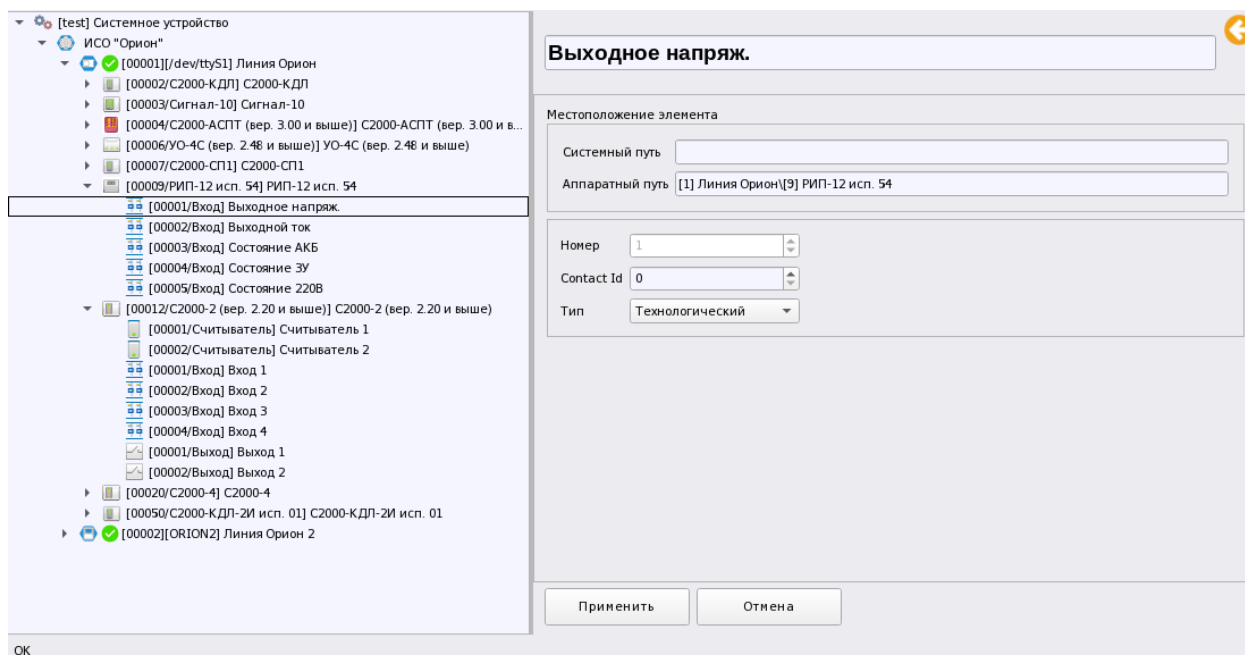 [test] Системное устройство
ИСО "Орион"
[00001][/dev/ttyS1] Линия Орион
[00002/С2000-КДЛ] С2000-КДЛ
[00003/Сигнал-10] Сигнал-10
[00004/С2000-АСПТ (вер. 3.00 и выше)] С2000-АСПТ (вер. 3.00 и в...
[00006/УО-4С (вер. 2.48 и выше)] УО-4С (вер. 2.48 и выше)
[00007/С2000-СП1] С2000-СП1
[00009/РИП-12 исп. 54] РИП-12 исп. 54
[00001/Вход] Выходное напряж.
[00002/Вход] Выходной ток
[00003/Вход] Состояние АКБ
[00004/Вход] Состояние ЗУ
[00005/Вход] Состояние 220В
[00012/С2000-2 (вер. 2.20 и выше)] С2000-2 (вер. 2.20 и выше)
[00001/Считыватель] Считыватель 1
[00002/Считыватель] Считыватель 2
[00001/Вход] Вход 1
[00002/Вход] Вход 2
[00003/Вход] Вход 3
[00004/Вход] Вход 4
[00001/Выход] Выход 1
[00002/Выход] Выход 2
[00020/С2000-4] С2000-4
[00050/С2000-КДЛ-2И исп. 01] С2000-КДЛ-2И исп. 01
[00002][ORION2] Линия Орион 2
Выходное напряж.
Местоположение элемента
Системный путь
Аппаратный путь [1] Линия Орион\[9] РИП-12 исп. 54
Номер 1
Contact Id 0
Тип Технологический
Применить Отмена
OK